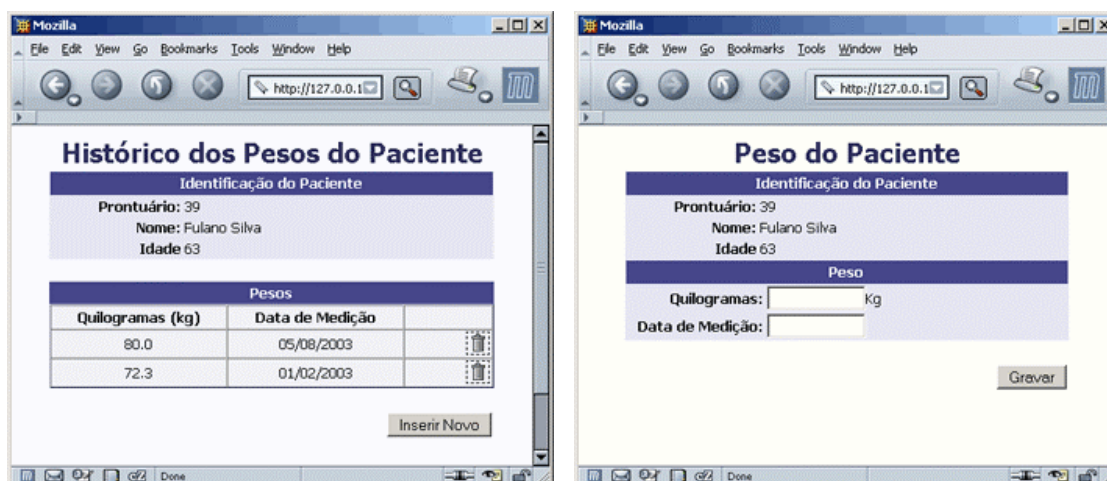 Mozilla
File Edit View Go Bookmarks Tools Window Help
http://127.0.0.1
Histórico dos Pesos do Paciente
Identificação do Paciente
Prontuário: 39
Nome: Fulano Silva
Idade 63
Pesos
Quilogramas (kg) Data de Medição
80.0 05/08/2003
72.3 01/02/2003
Inserir Novo
Done
Mozilla
File Edit View Go Bookmarks Tools Window Help
http://127.0.0.1
Peso do Paciente
Identificação do Paciente
Prontuário: 39
Nome: Fulano Silva
Idade 63
Peso
Quilogramas: Kg
Data de Medição:
Gravar
Done